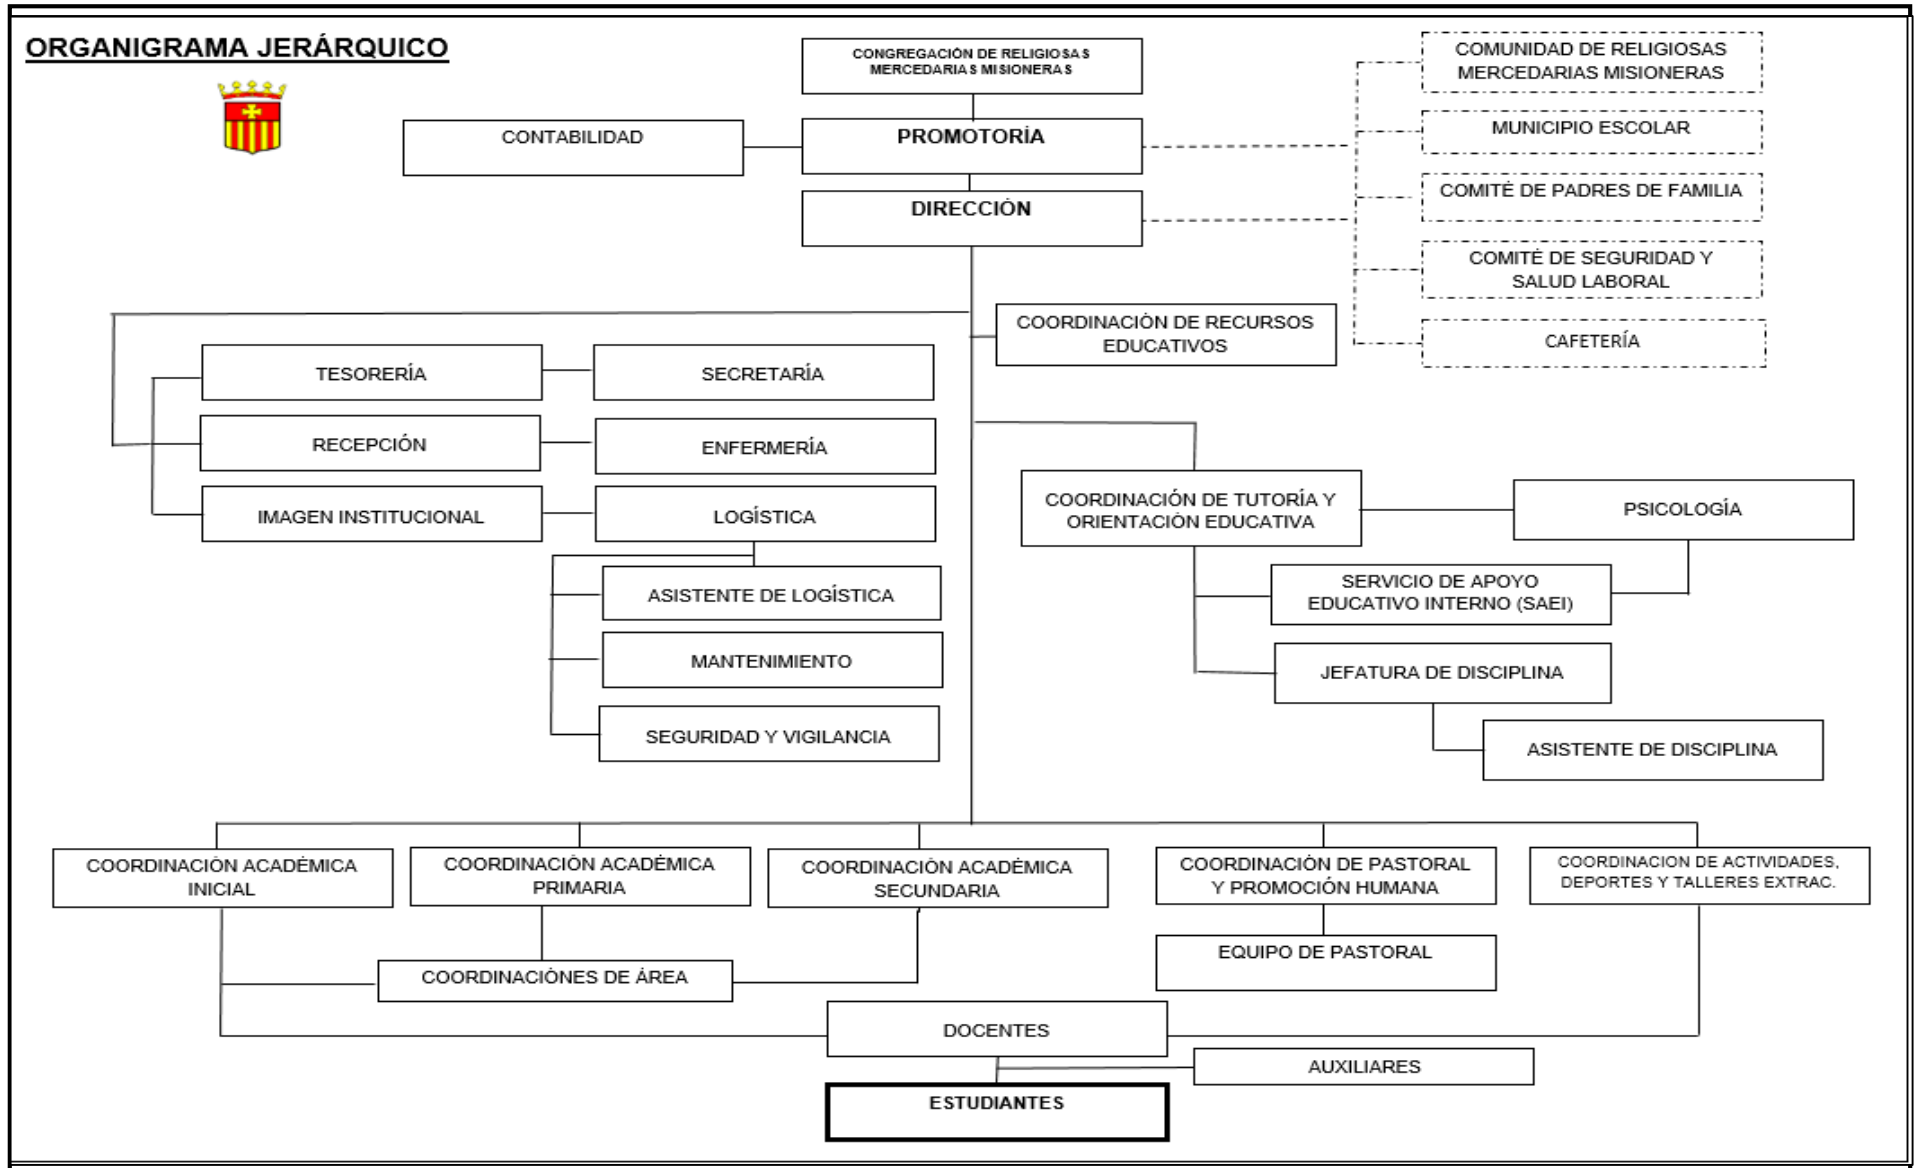 ORGANIGRAMA JERÁRQUICO
CONGREGACIÓN DE RELIGIOSAS
MERCEDARIAS MISIONERAS
COMUNIDAD DE RELIGIOSAS
MERCEDARIAS MISIONERAS
CONTABILIDAD
PROMOTORÍA
MUNICIPIO ESCOLAR
DIRECCIÓN
COMITÉ DE PADRES DE FAMILIA
COMITÉ DE SEGURIDAD Y
SALUD LABORAL
COORDINACIÓN DE RECURSOS
EDUCATIVOS
CAFETERÍA
TESORERÍA
SECRETARÍA
RECEPCIÓN
ENFERMERÍA
IMAGEN INSTITUCIONAL
LOGÍSTICA
COORDINACIÓN DE TUTORÍA Y
ORIENTACIÓN EDUCATIVA
PSICOLOGÍA
ASISTENTE DE LOGÍSTICA
SERVICIO DE APOYO
EDUCATIVO INTERNO (SAEI)
MANTENIMIENTO
JEFATURA DE DISCIPLINA
SEGURIDAD Y VIGILANCIA
ASISTENTE DE DISCIPLINA
COORDINACIÓN ACADÉMICA
INICIAL
COORDINACIÓN ACADÉMICA
PRIMARIA
COORDINACIÓN ACADÉMICA
SECUNDARIA
COORDINACIÓN DE PASTORAL
Y PROMOCIÓN HUMANA
COORDINACION DE ACTIVIDADES,
DEPORTES Y TALLERES EXTRAC.
EQUIPO DE PASTORAL
COORDINACIÓNES DE ÁREA
DOCENTES
AUXILIARES
ESTUDIANTES